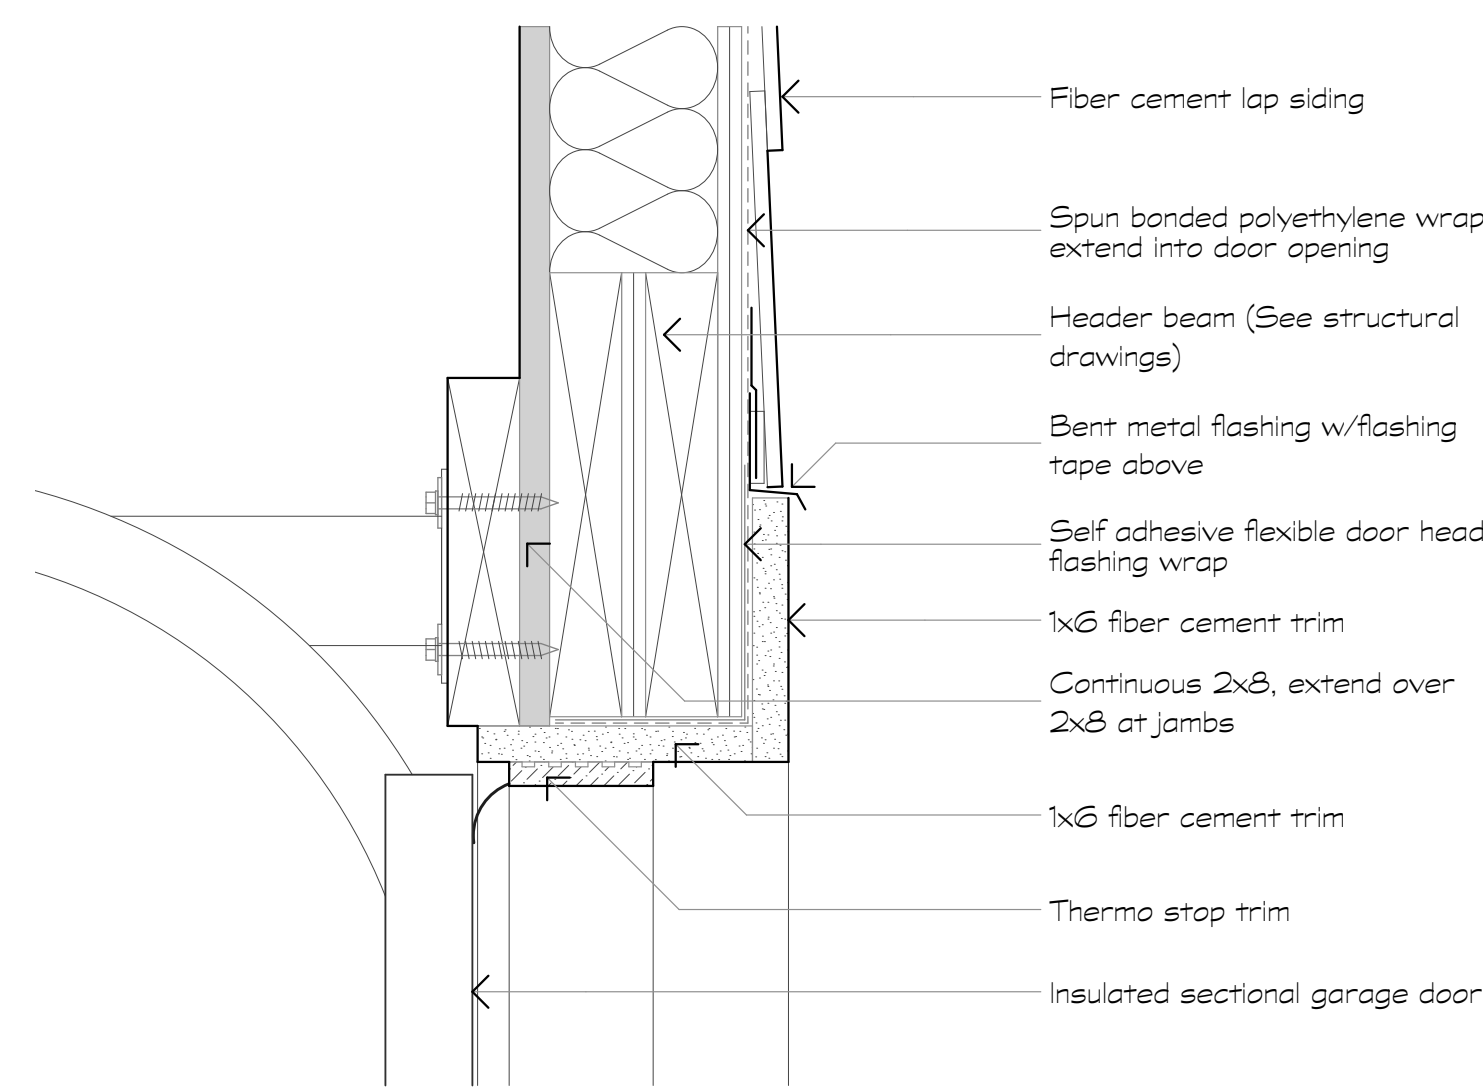 Fiber cement lap siding
Spun bonded polyethylene wrap
extend into door opening
Header beam (See structural
drawings)
Bent metal flashing w/flashing
tape above
Self adhesive flexible door head
flashing wrap
1x6 fiber cement trim
Continuous 2x8, extend over
2x8 at jambs
1x6 fiber cement trim
Thermo stop trim
Insulated sectional garage door